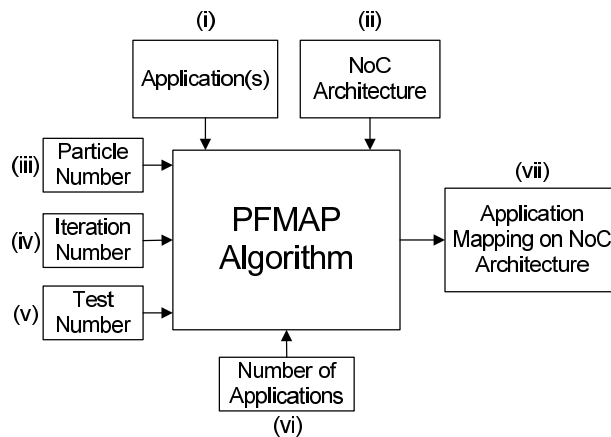 (i)
(ii)
Application(s)
NoC
Architecture
(iii)
Particle
Number
(iv)
Iteration
Number
(v)
Test
Number
PFMAP
Algorithm
(vii)
Application
Mapping on NoC
Architecture
Number of
Applications
(vi)